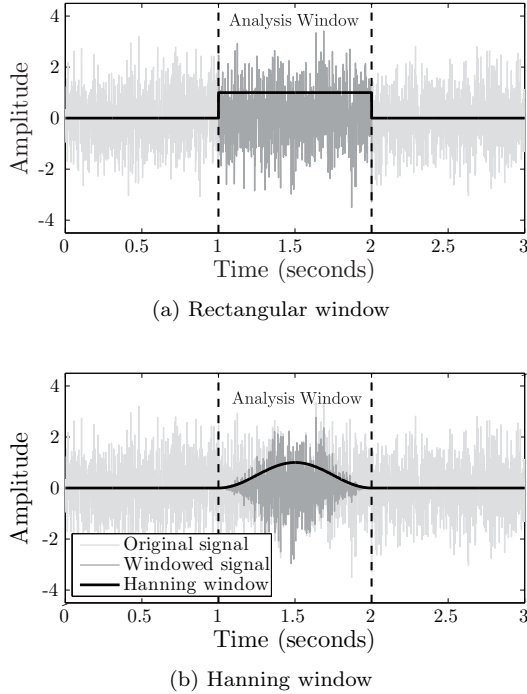 Analysis Window
4
2
0
-2
-4
Amplitude
0 0.5 1 1.5 2 2.5 3
Time (seconds)
(a) Rectangular window
Analysis Window
4
2
0
-2
-4
Amplitude
Original signal
Windowed signal
Hanning window
0 0.5 1 1.5 2 2.5 3
Time (seconds)
(b) Hanning window